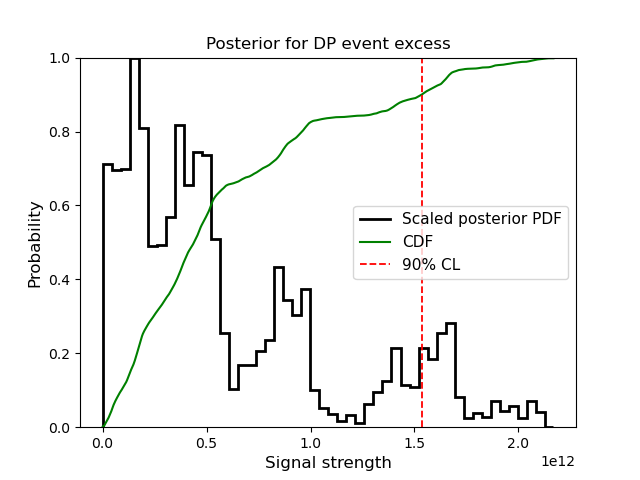 Posterior for DP event excess
1.0
0.8
0.6
0.4
0.2
0.0
Probability
Scaled posterior PDF
CDF
90% CL
0.0 0.5 1.0 1.5 2.0
1e12
Signal strength